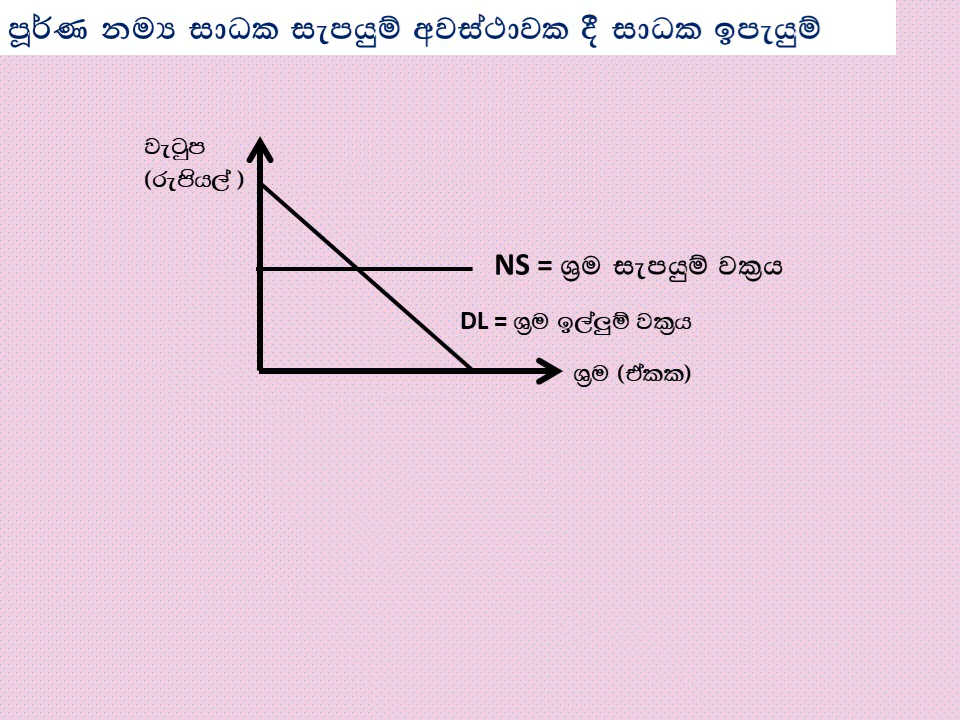 පූර්ණ නම්‍ය සාධක සැපයුම් අවස්ථාවක දී සාධක ඉපැයුම්
වැටුප
(රුපියල් )
NS = ශ්‍රම සැපයුම් වක්‍රය
DL = ශ්‍රම ඉල්ලුම් වක්‍රය
ශ්‍රම (ඒකක)